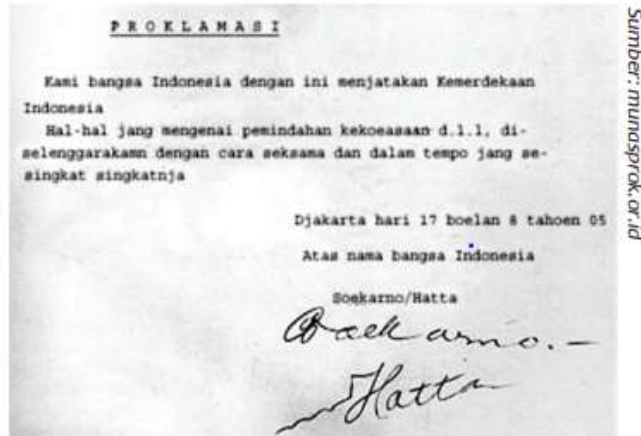 P R O K L A M A S I
Kami bangsa Indonesia dengan ini menjatakan Kemerdekaan
Indonesia
Hal-hal jang mengenai pemindahan kekoeasaan d.l.l, di-
selenggarakamn dengan cara seksama dan dalam tempo jang se-
singkat singkatnja
Djakarta hari 17 boelan 8 tahoen 05
Atas nama bangsa Indonesia
Soekarno/Hatta
Soekarno.-
Hatta
Sumber: munasprok.or.id